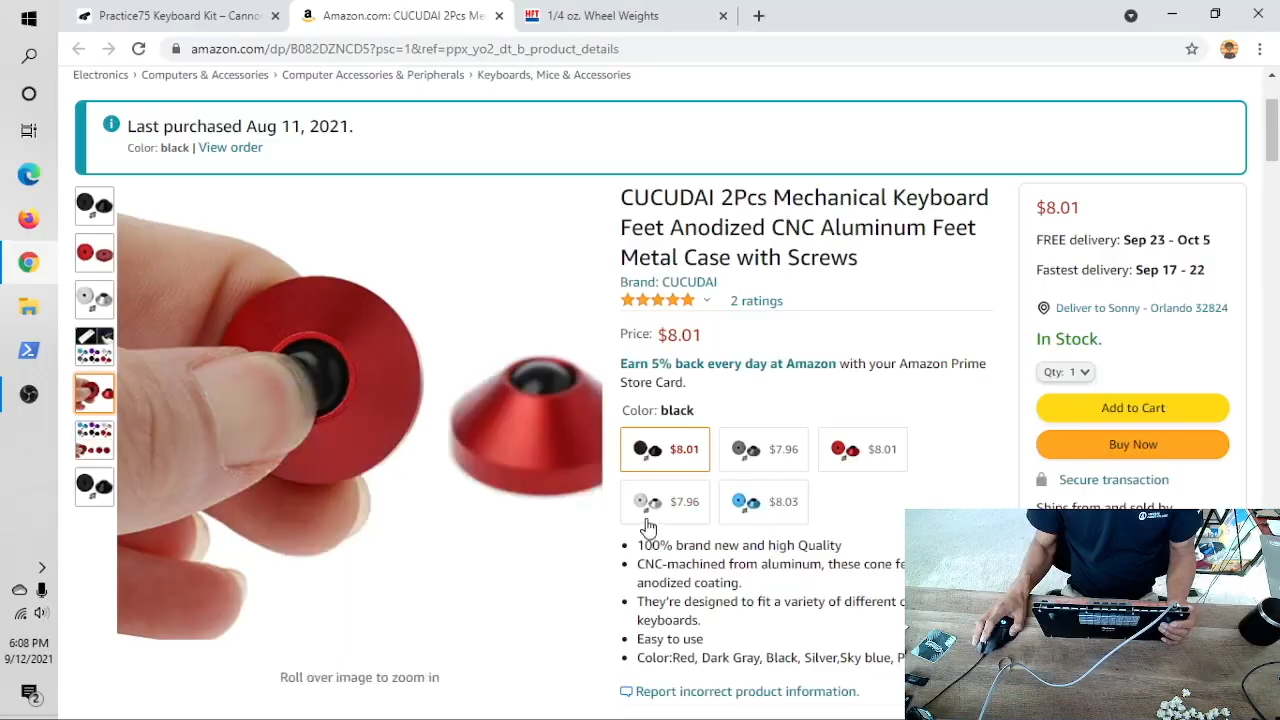 Practice75 Keyboard Kit – Canno
Amazon.com: CUCUDAI 2Pcs Me
HFT
1/4 oz. Wheel Weights
amazon.com/dp/B082DZNCD5?psc=1&ref=ppx_yo2_dt_b_product_details
Electronics › Computers & Accessories › Computer Accessories & Peripherals › Keyboards, Mice & Accessories
Last purchased Aug 11, 2021.
Color: black | View order
CUCUDAI 2Pcs Mechanical Keyboard
Feet Anodized CNC Aluminum Feet
Metal Case with Screws
Brand: CUCUDAI
2 ratings
Price: $8.01
Earn 5% back every day at Amazon with your Amazon Prime
Store Card.
Color: black
$8.01
$7.96
$8.01
$7.96
$8.03
100% brand new and high Quality
CNC-machined from aluminum, these cone fe
anodized coating.
They're designed to fit a variety of different c
keyboards.
Easy to use
Color:Red, Dark Gray, Black, Silver,Sky blue, P
Report incorrect product information.
Roll over image to zoom in
$8.01
FREE delivery: Sep 23 - Oct 5
Fastest delivery: Sep 17 - 22
Deliver to Sonny - Orlando 32824
In Stock.
Qty: 1
Add to Cart
Buy Now
Secure transaction
Ships from and sold by
6:08 PM
9/12/2021
2